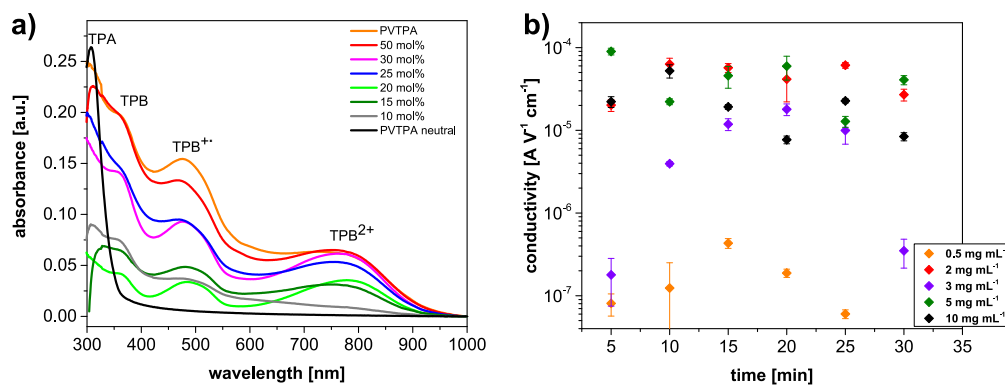 a)
TPA
TPB
TPB+·
TPB2+
PVTPA
50 mol%
30 mol%
25 mol%
20 mol%
15 mol%
10 mol%
PVTPA neutral
absorbance [a.u.]
0.25
0.20
0.15
0.10
0.05
0.00
300 400 500 600 700 800 900 1000
wavelength [nm]
b)
conductivity [A V-1 cm-1]
10-4
10-5
10-6
10-7
0.5 mg mL-1
2 mg mL-1
3 mg mL-1
5 mg mL-1
10 mg mL-1
5 10 15 20 25 30 35
time [min]